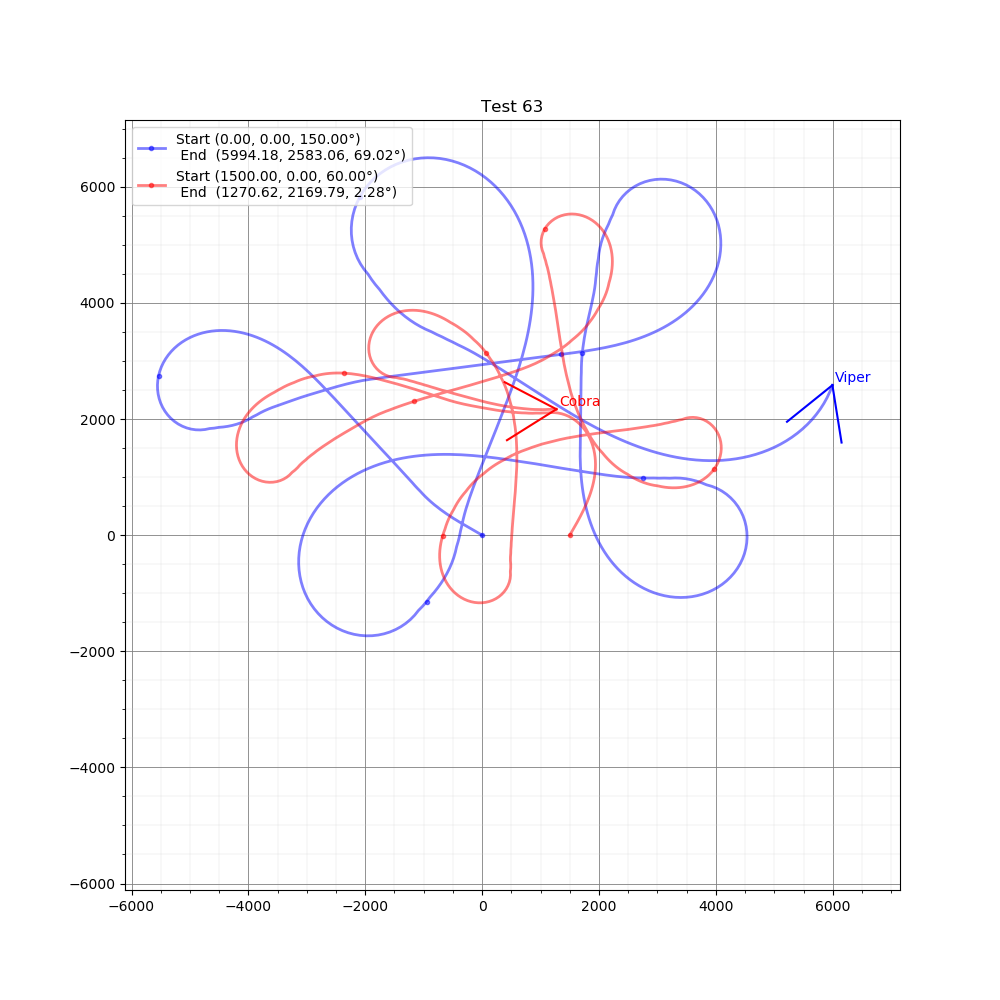 Test 63
Start (0.00, 0.00, 150.00°)
End (5994.18, 2583.06, 69.02°)
Start (1500.00, 0.00, 60.00°)
End (1270.62, 2169.79, 2.28°)
6000
4000
2000
0
−2000
−4000
−6000
Viper
Cobra
−6000 −4000 −2000 0 2000 4000 6000